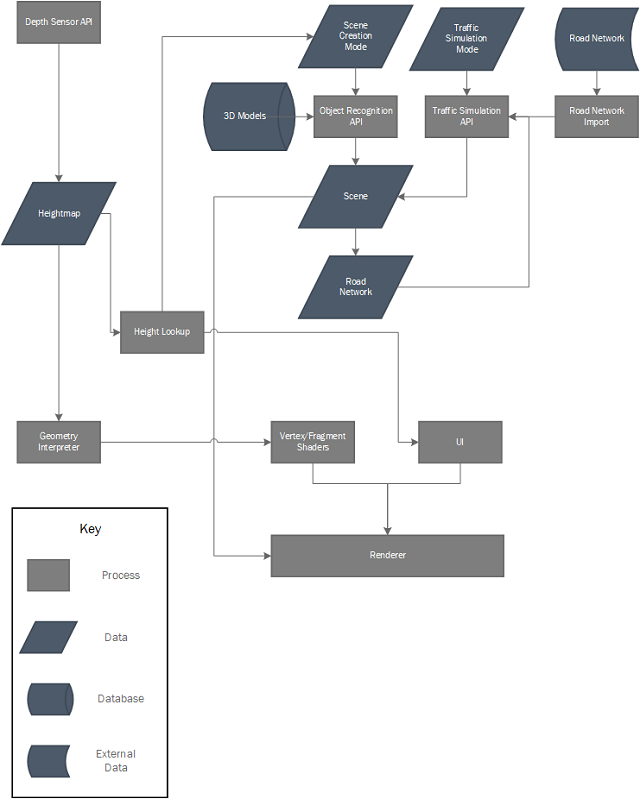 Depth Sensor API
Scene
Creation
Mode
Traffic
Simulation
Mode
Road Network
3D Models
Object Recognition
API
Traffic Simulation
API
Road Network
Import
Heightmap
Scene
Road
Network
Height Lookup
Geometry
Interpreter
Vertex/Fragment
Shaders
UI
Renderer
Key
Process
Data
Database
External
Data